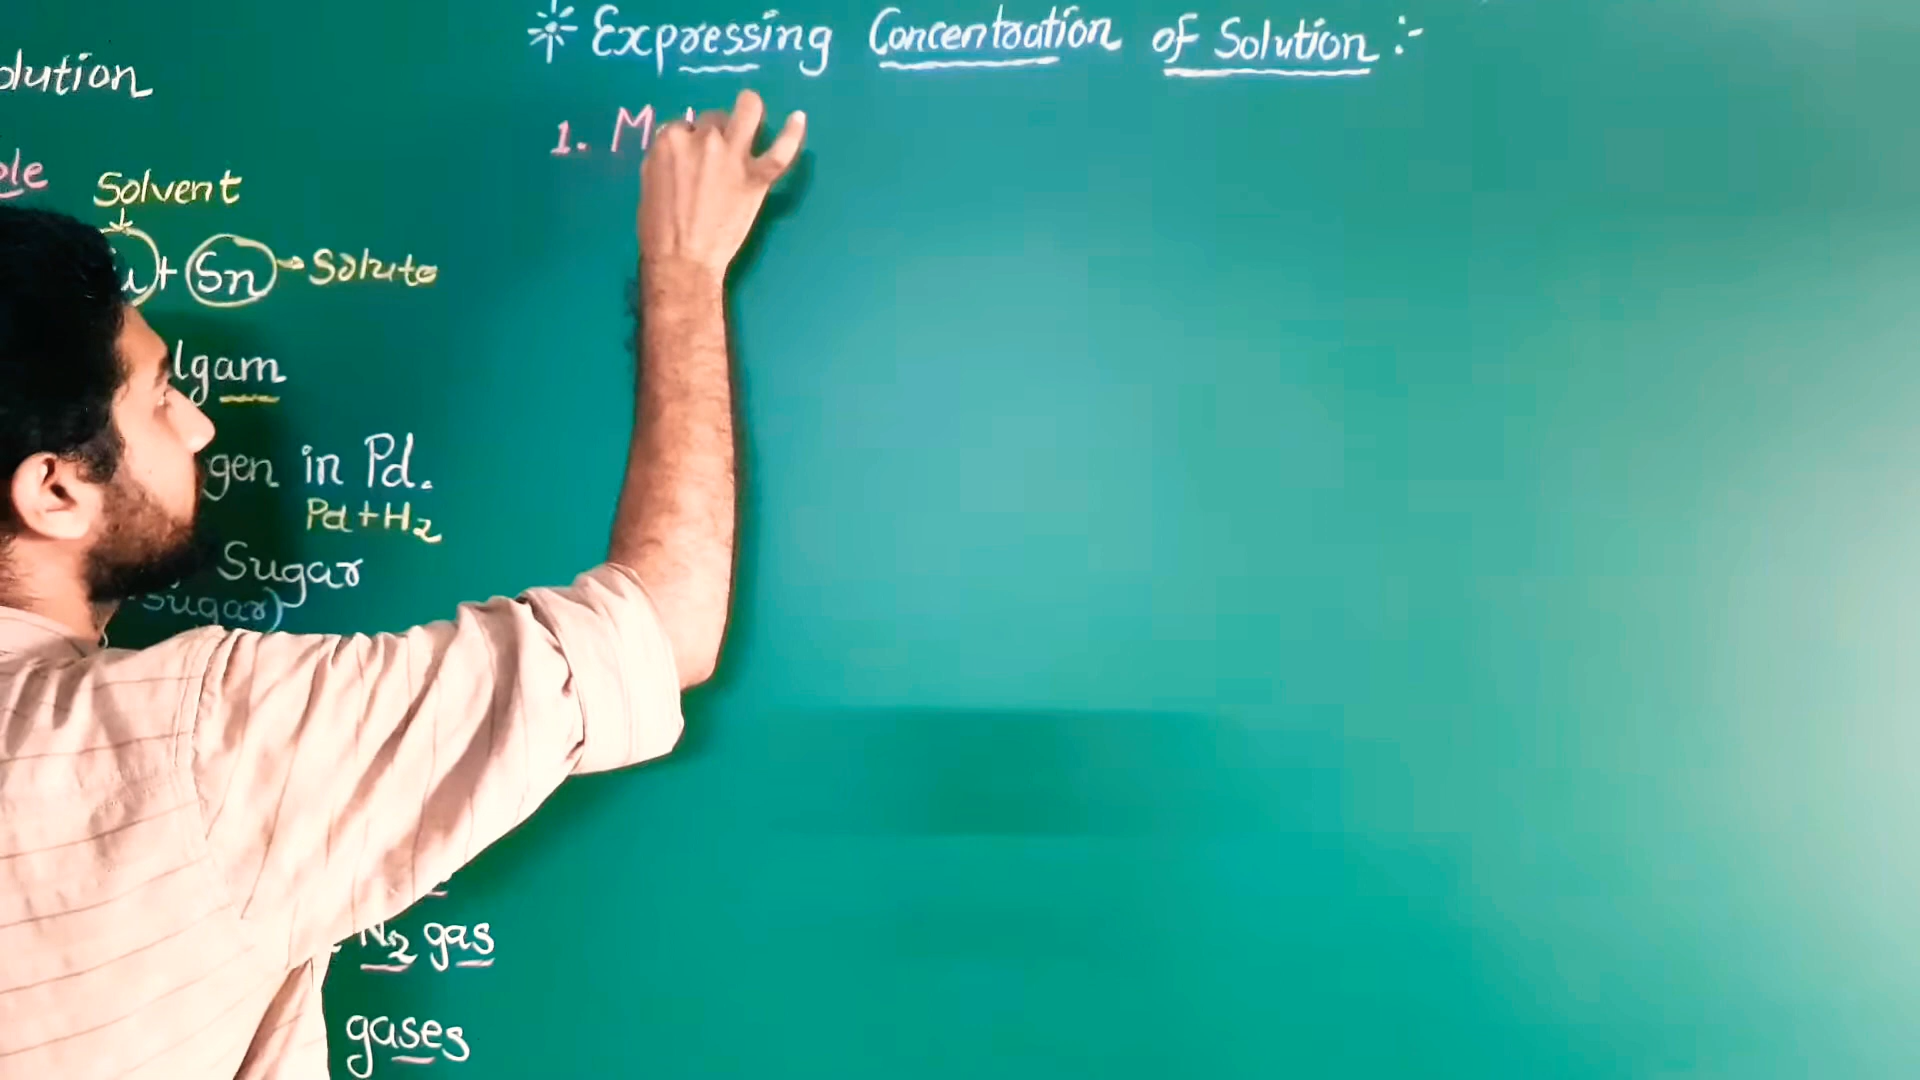 olution
ole
Solvent
u + Sn → Solute
lgam
gen in Pd.
Pd + H2
Sugar
Sugar)
N2 gas
gases
* Expressing Concentration of Solution :-
1. M